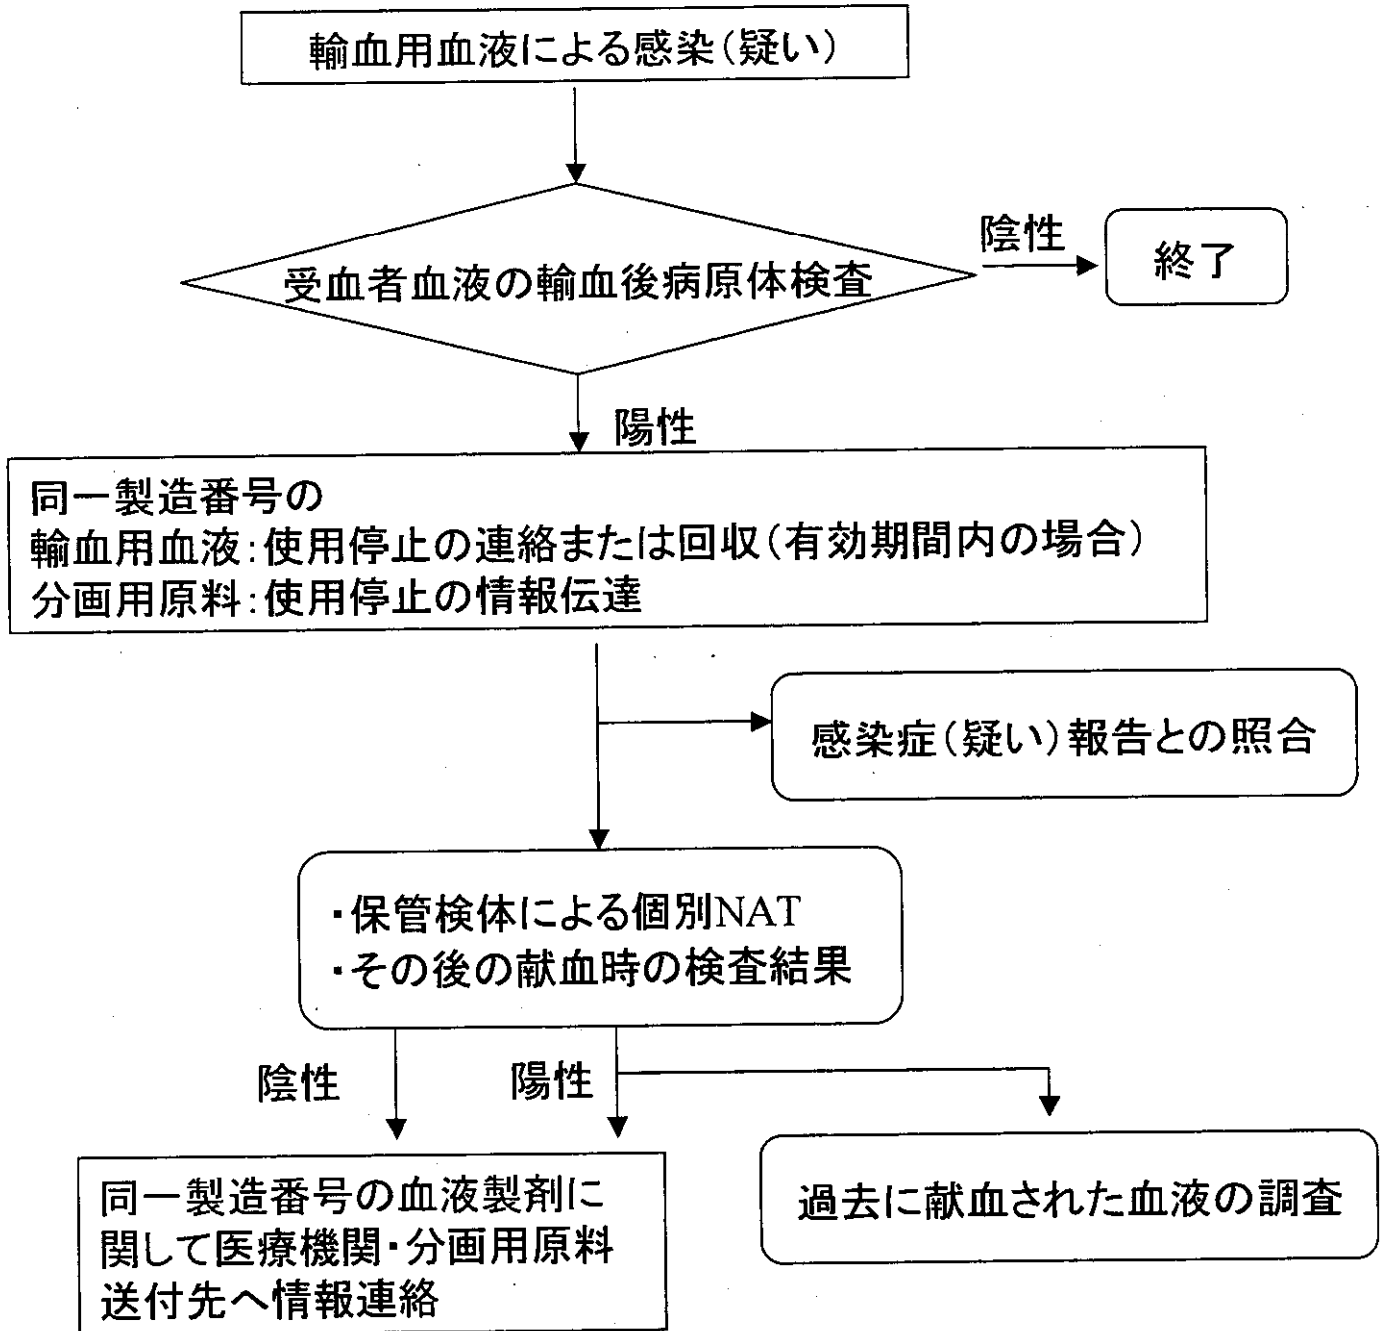 輸血用血液による感染(疑い)
陰性
終了
受血者血液の輸血後病原体検査
陽性
同一製造番号の
輸血用血液:使用停止の連絡または回収(有効期間内の場合)
分画用原料:使用停止の情報伝達
感染症(疑い)報告との照合
・保管検体による個別NAT
・その後の献血時の検査結果
陰性
陽性
同一製造番号の血液製剤に
関して医療機関・分画用原料
送付先へ情報連絡
過去に献血された血液の調査